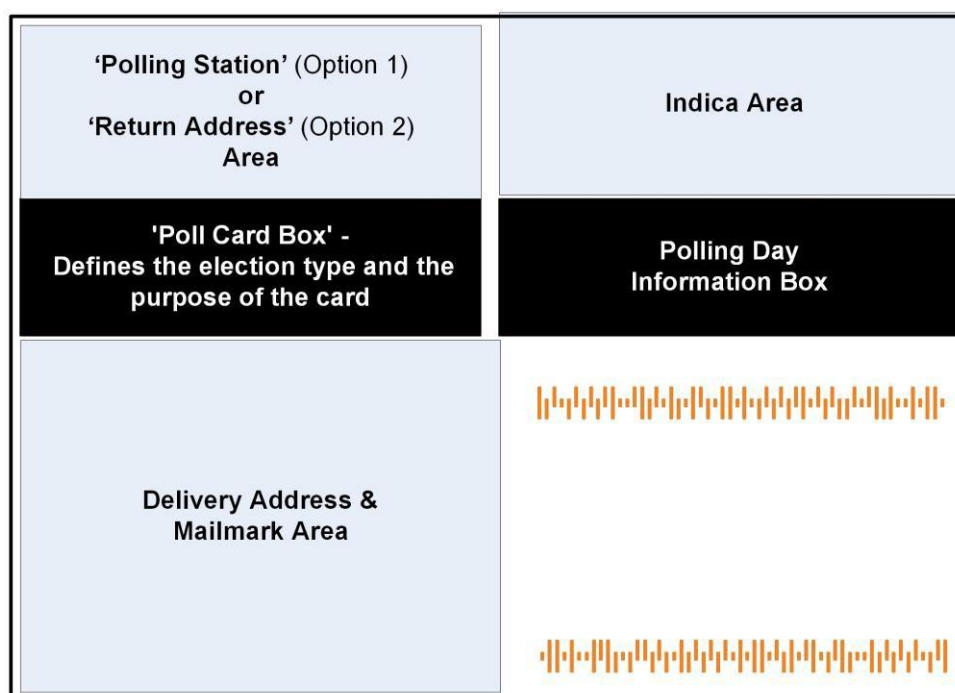 ‘Polling Station’ (Option 1)
or
‘Return Address’ (Option 2)
Area
Indica Area
'Poll Card Box' -
Defines the election type and the
purpose of the card
Polling Day
Information Box
Delivery Address &
Mailmark Area